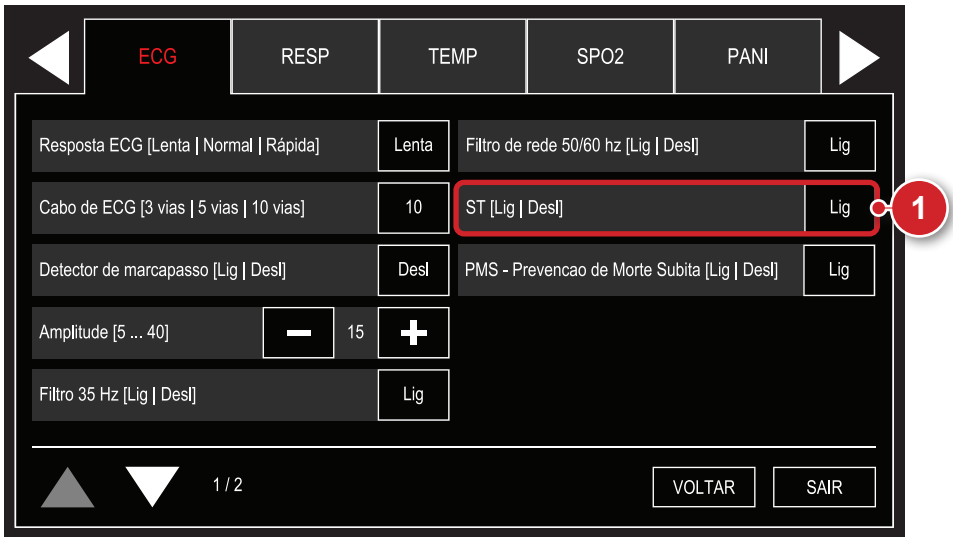 ECG RESP TEMP SPO2 PANI
Resposta ECG [Lenta | Normal | Rápida] Lenta
Filtro de rede 50/60 hz [Lig | Desl] Lig
Cabo de ECG [3 vias | 5 vias | 10 vias] 10
ST [Lig | Desl] Lig
1
Detector de marcapasso [Lig | Desl] Desl
PMS - Prevencao de Morte Subita [Lig | Desl] Lig
Amplitude [5 ... 40] 15
Filtro 35 Hz [Lig | Desl] Lig
1 / 2 VOLTAR SAIR